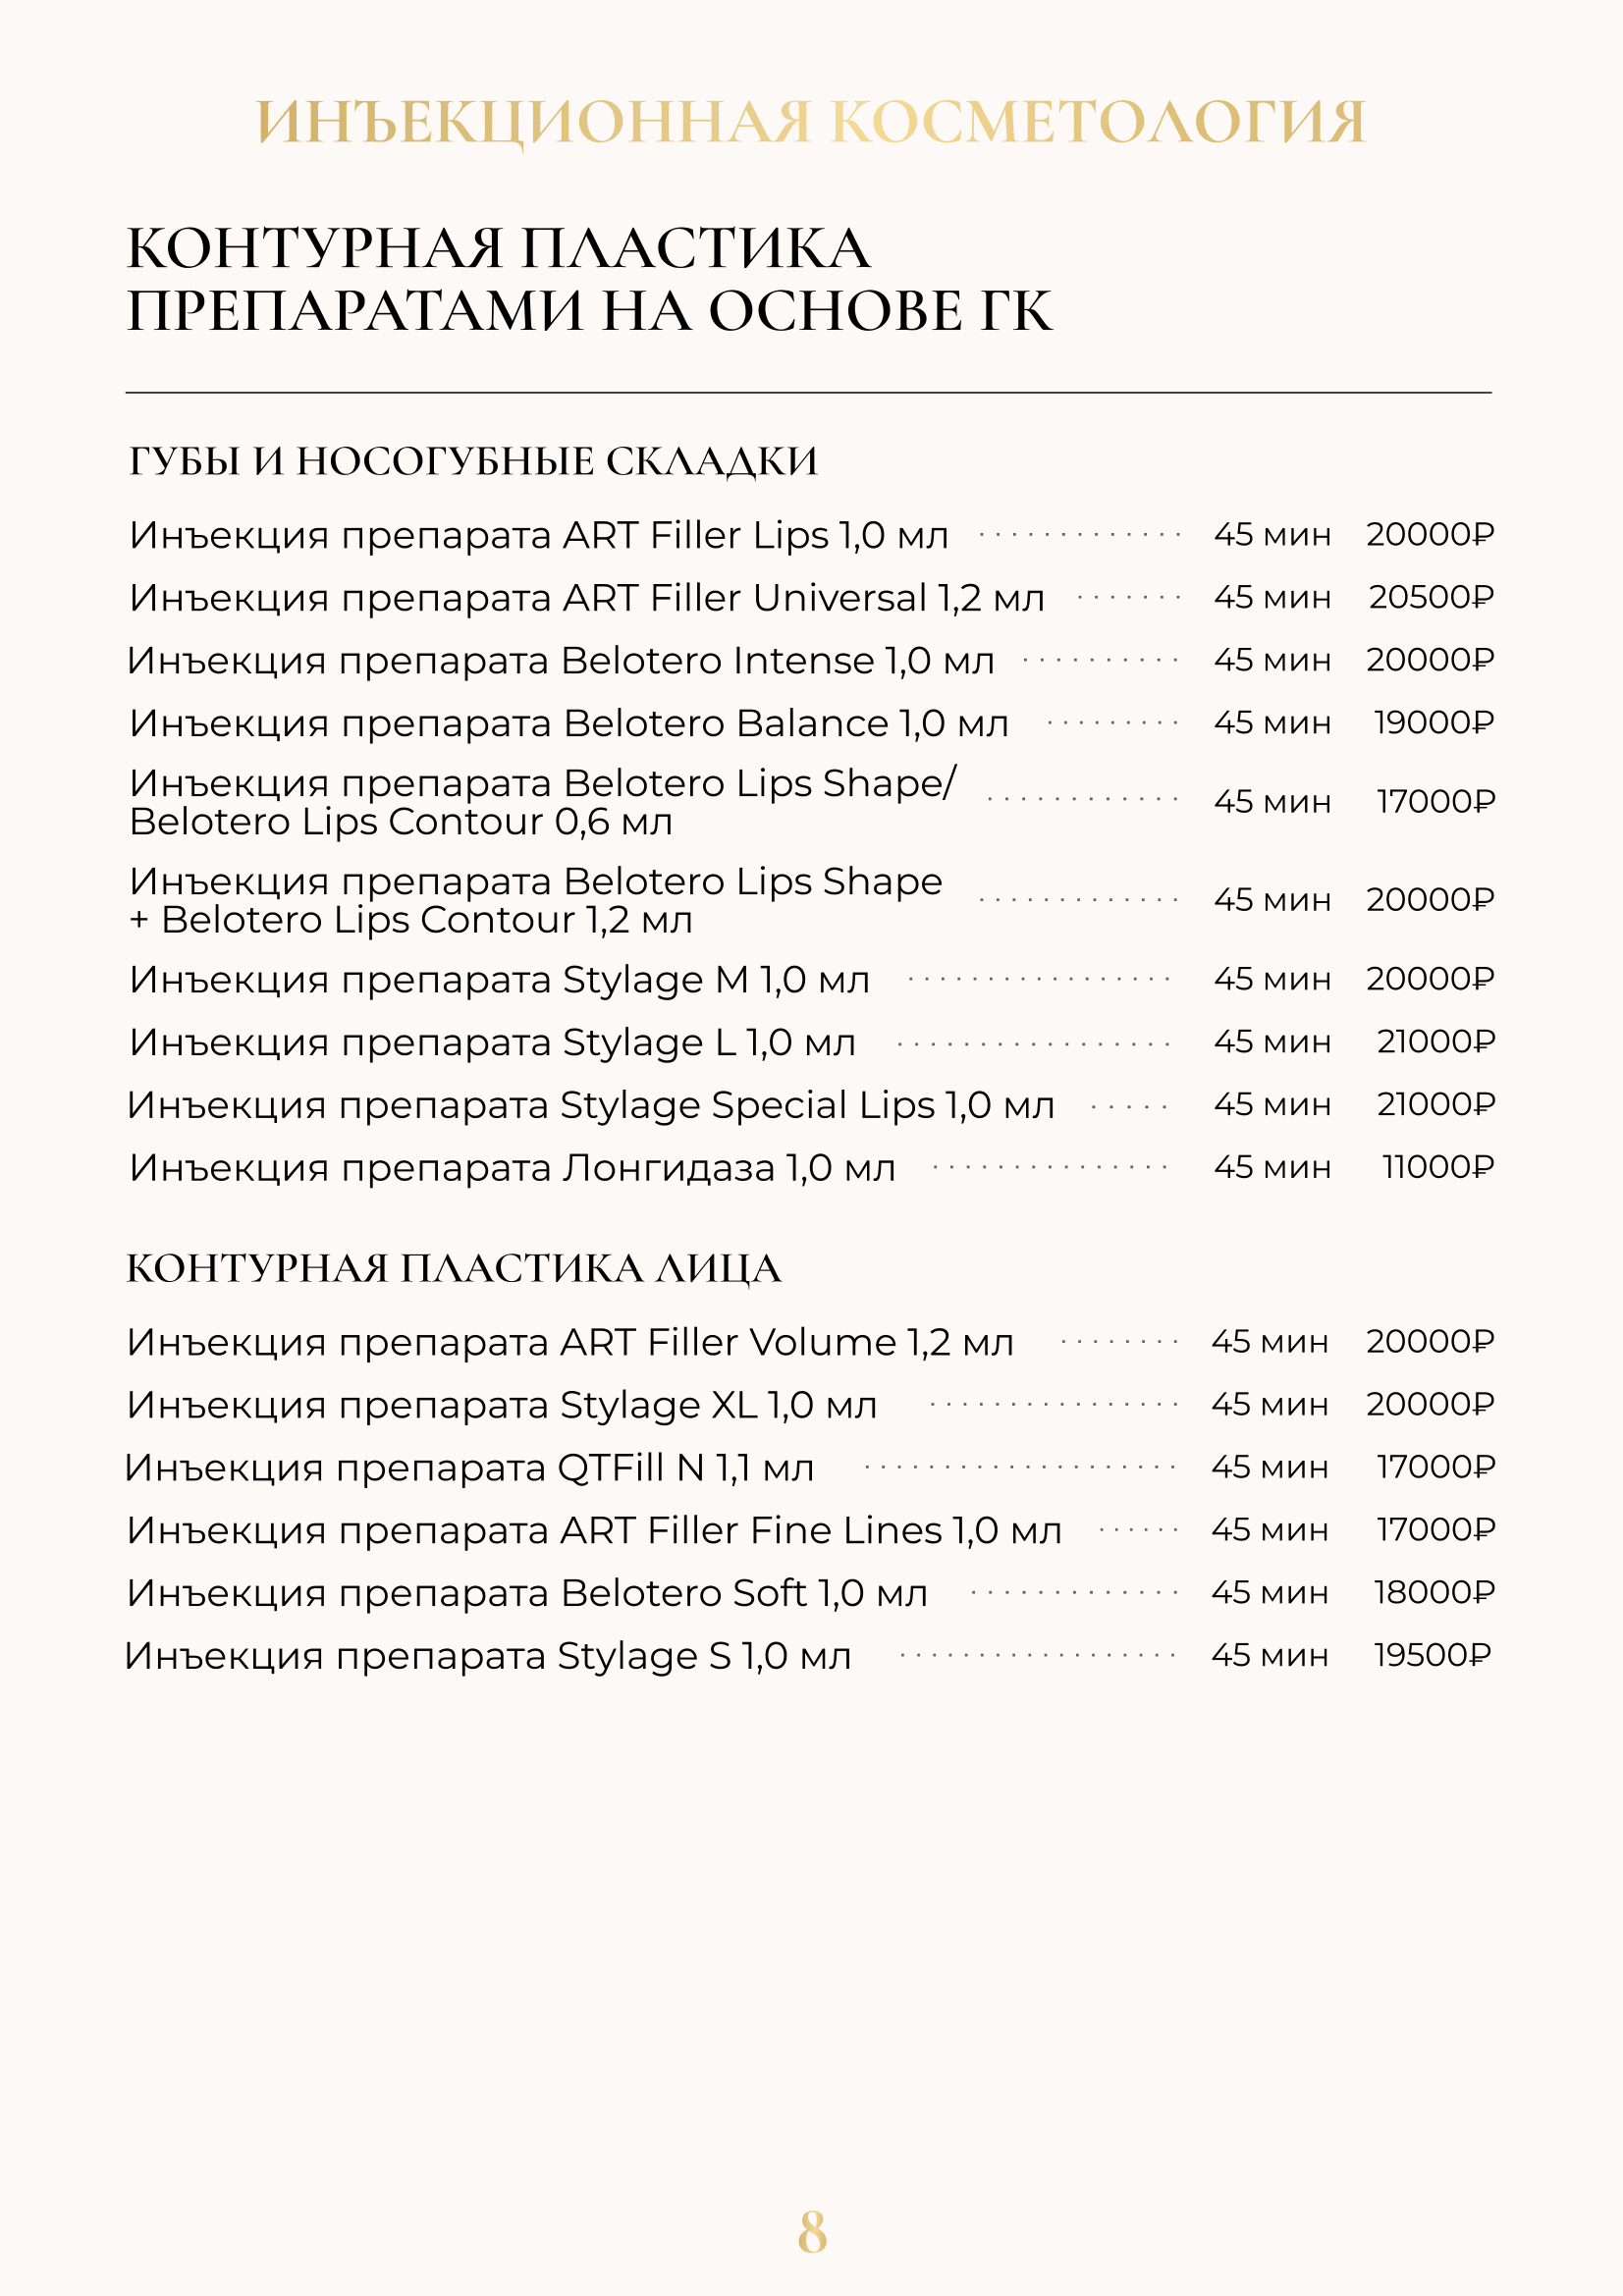 ИНЪЕКЦИОННАЯ КОСМЕТОЛОГИЯ
КОНТУРНАЯ ПЛАСТИКА
ПРЕПАРАТАМИ НА ОСНОВЕ ГК
ГУБЫ И НОСОГУБНЫЕ СКЛАДКИ
Инъекция препарата ART Filler Lips 1,0 мл 45 мин 20000₽
Инъекция препарата ART Filler Universal 1,2 мл 45 мин 20500₽
Инъекция препарата Belotero Intense 1,0 мл 45 мин 20000₽
Инъекция препарата Belotero Balance 1,0 мл 45 мин 19000₽
Инъекция препарата Belotero Lips Shape/
Belotero Lips Contour 0,6 мл 45 мин 17000₽
Инъекция препарата Belotero Lips Shape
+ Belotero Lips Contour 1,2 мл 45 мин 20000₽
Инъекция препарата Stylage M 1,0 мл 45 мин 20000₽
Инъекция препарата Stylage L 1,0 мл 45 мин 21000₽
Инъекция препарата Stylage Special Lips 1,0 мл 45 мин 21000₽
Инъекция препарата Лонгидаза 1,0 мл 45 мин 11000₽
КОНТУРНАЯ ПЛАСТИКА ЛИЦА
Инъекция препарата ART Filler Volume 1,2 мл 45 мин 20000₽
Инъекция препарата Stylage XL 1,0 мл 45 мин 20000₽
Инъекция препарата QTFill N 1,1 мл 45 мин 17000₽
Инъекция препарата ART Filler Fine Lines 1,0 мл 45 мин 17000₽
Инъекция препарата Belotero Soft 1,0 мл 45 мин 18000₽
Инъекция препарата Stylage S 1,0 мл 45 мин 19500₽
8